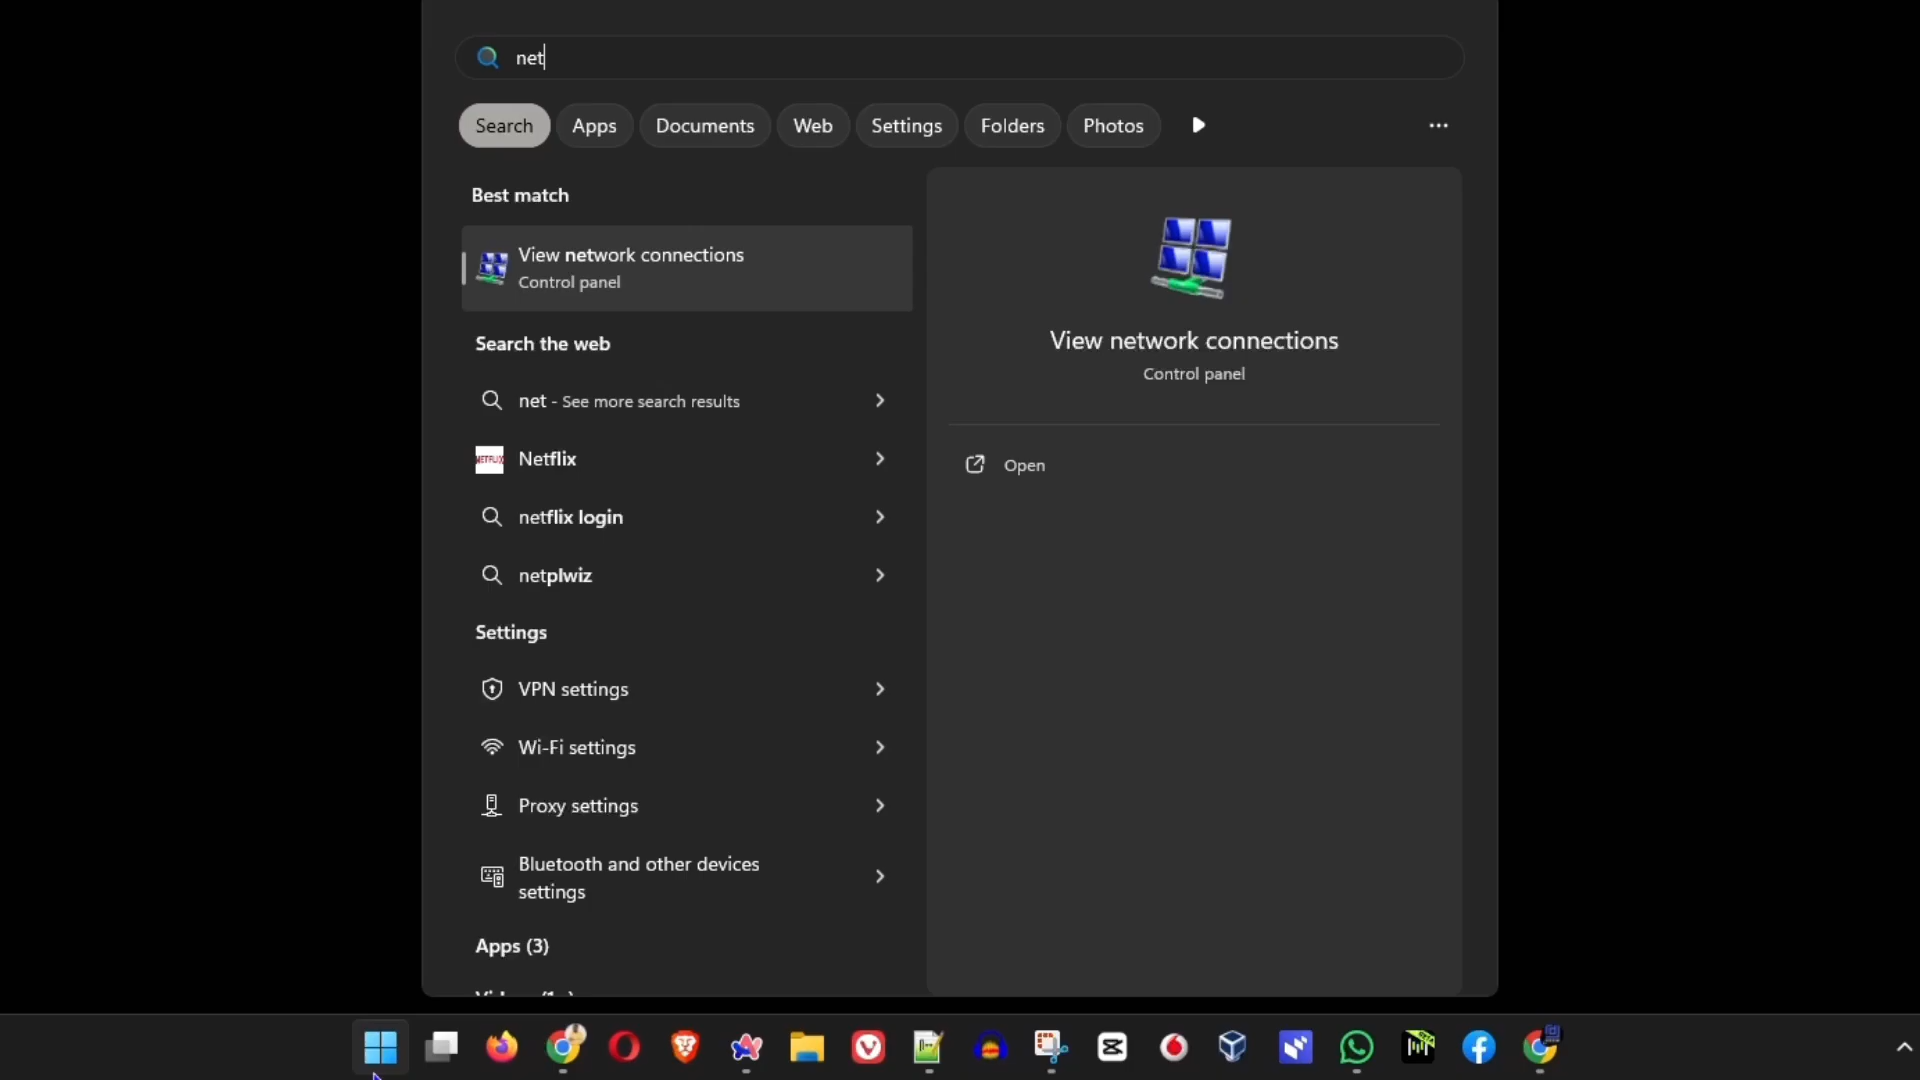 net
Search
Apps
Documents
Web
Settings
Folders
Photos
Best match
View network connections
Control panel
Search the web
net - See more search results
NETFLIX
Netflix
netflix login
netplwiz
Settings
VPN settings
Wi-Fi settings
Proxy settings
Bluetooth and other devices
settings
Apps (3)
View network connections
Control panel
Open